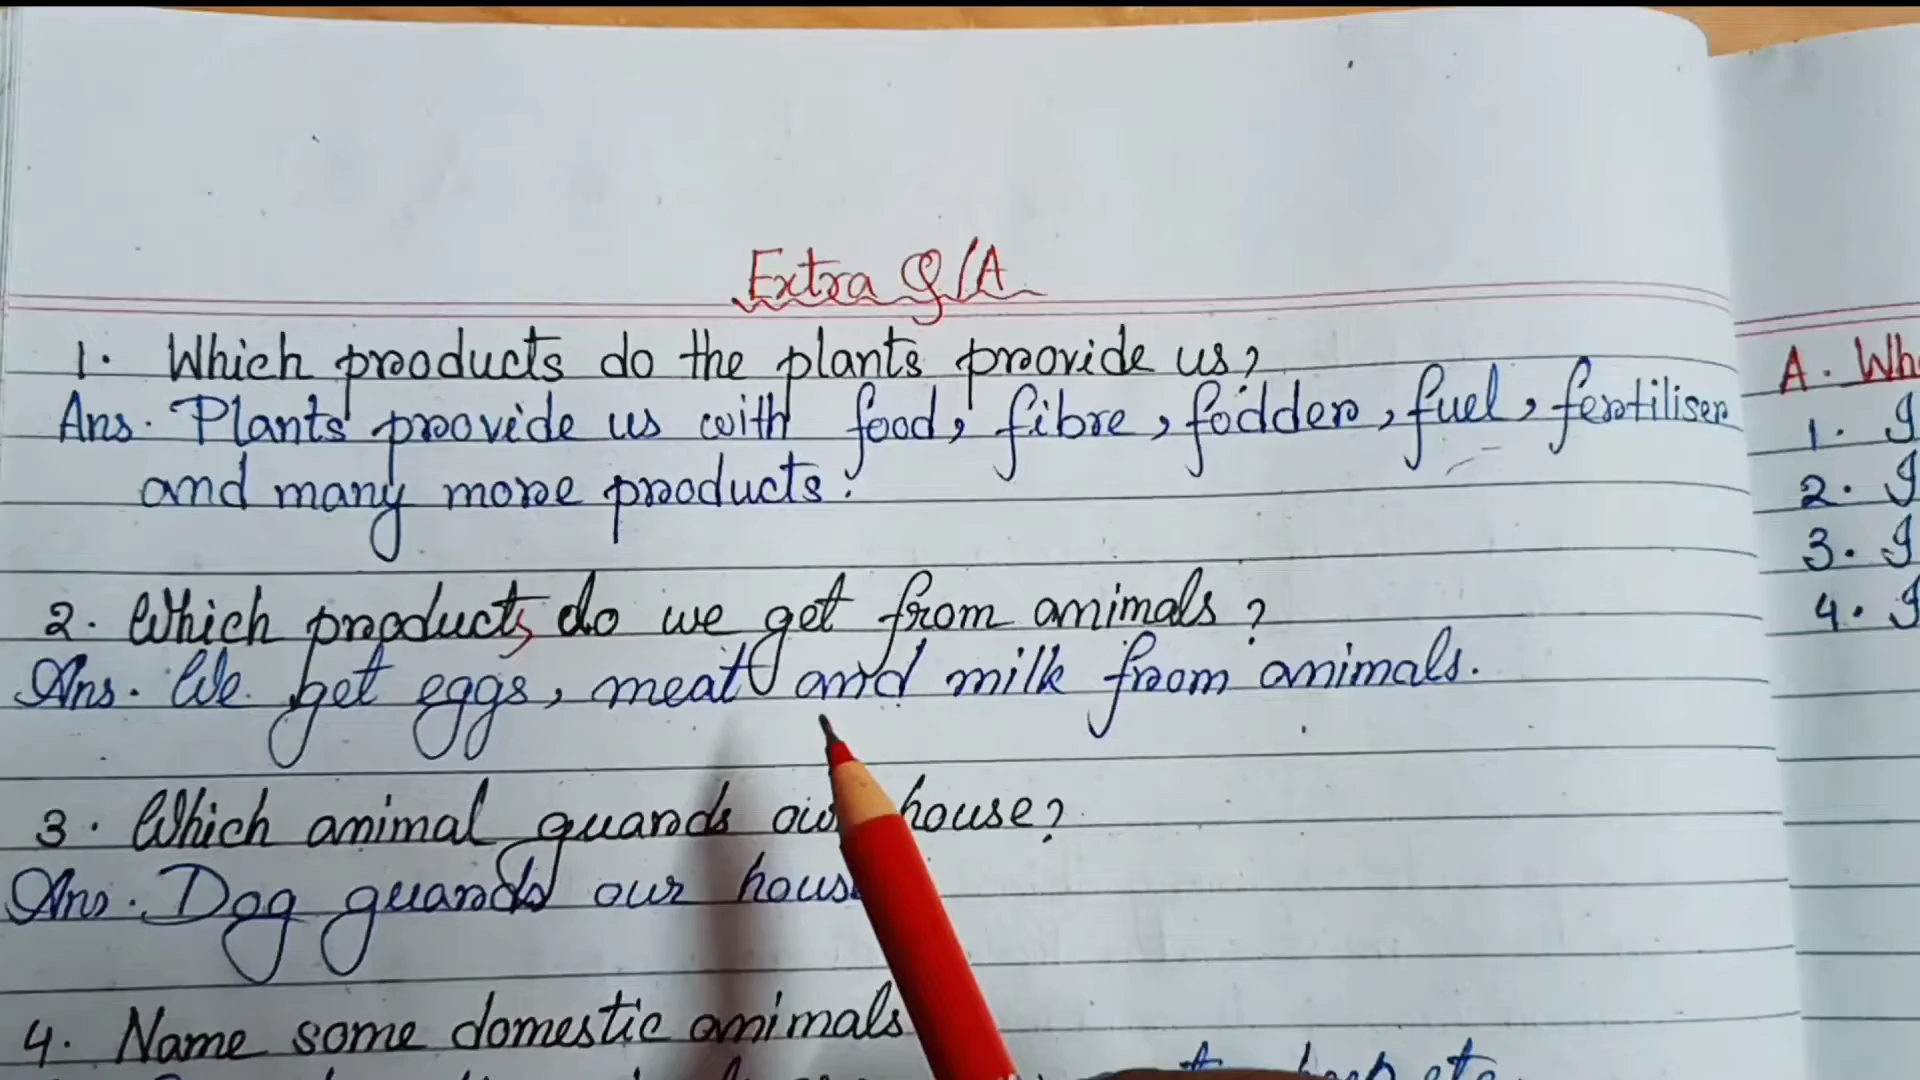 Extra Q/A
1. Which products do the plants provide us?
Ans. Plants provide us with food, fibre, fodder, fuel, fertiliser
and many more products.
2. Which products do we get from animals?
Ans. We get eggs, meat and milk from animals.
3. Which animal guards our house?
Ans. Dog guards our house
4. Name some domestic animals
etc.
A. Wh
1. I
2. I
3. I
4. I